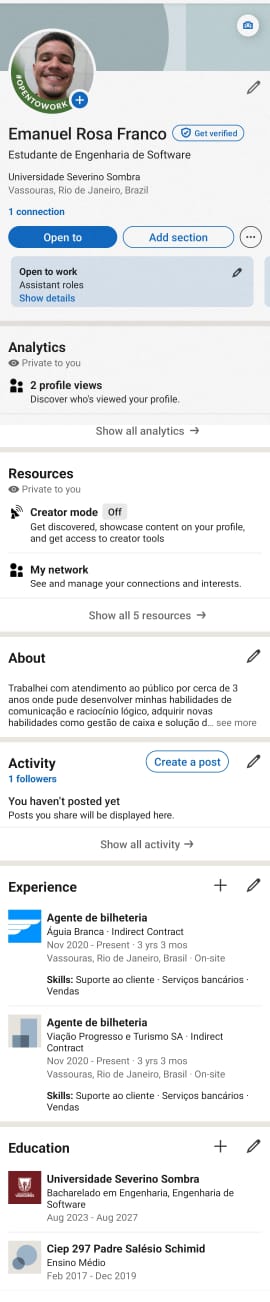 #OPENTOWORK
Emanuel Rosa Franco
Get verified
Estudante de Engenharia de Software
Universidade Severino Sombra
Vassouras, Rio de Janeiro, Brazil
1 connection
Open to
Add section
Open to work
Assistant roles
Show details
Analytics
Private to you
2 profile views
Discover who's viewed your profile.
Show all analytics →
Resources
Private to you
Creator mode Off
Get discovered, showcase content on your profile,
and get access to creator tools
My network
See and manage your connections and interests.
Show all 5 resources →
About
Trabalhei com atendimento ao público por cerca de 3
anos onde pude desenvolver minhas habilidades de
comunicação e raciocínio lógico, adquirir novas
habilidades como gestão de caixa e solução d... see more
Activity
Create a post
1 followers
You haven't posted yet
Posts you share will be displayed here.
Show all activity →
Experience
Agente de bilheteria
Águia Branca · Indirect Contract
Nov 2020 - Present · 3 yrs 3 mos
Vassouras, Rio de Janeiro, Brasil · On-site
Skills: Suporte ao cliente · Serviços bancários ·
Vendas
Agente de bilheteria
Viação Progresso e Turismo SA · Indirect
Contract
Nov 2020 - Present · 3 yrs 3 mos
Vassouras, Rio de Janeiro, Brasil · On-site
Skills: Suporte ao cliente · Serviços bancários ·
Vendas
Education
Universidade Severino Sombra
Bacharelado em Engenharia, Engenharia de
Software
Aug 2023 - Aug 2027
Ciep 297 Padre Salésio Schimid
Ensino Médio
Feb 2017 - Dec 2019